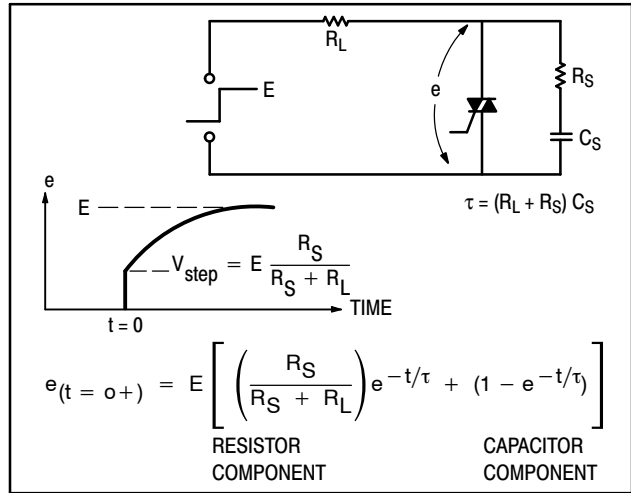 R_L
E
e
R_S
C_S
τ = (R_L + R_S) C_S
e
E
V_step = E R_S / (R_S + R_L)
TIME
t = 0
e_(t = o+) = E [ ( R_S / (R_S + R_L) ) e^(−t/τ) + (1 − e^(−t/τ)) ]
RESISTOR CAPACITOR
COMPONENT COMPONENT